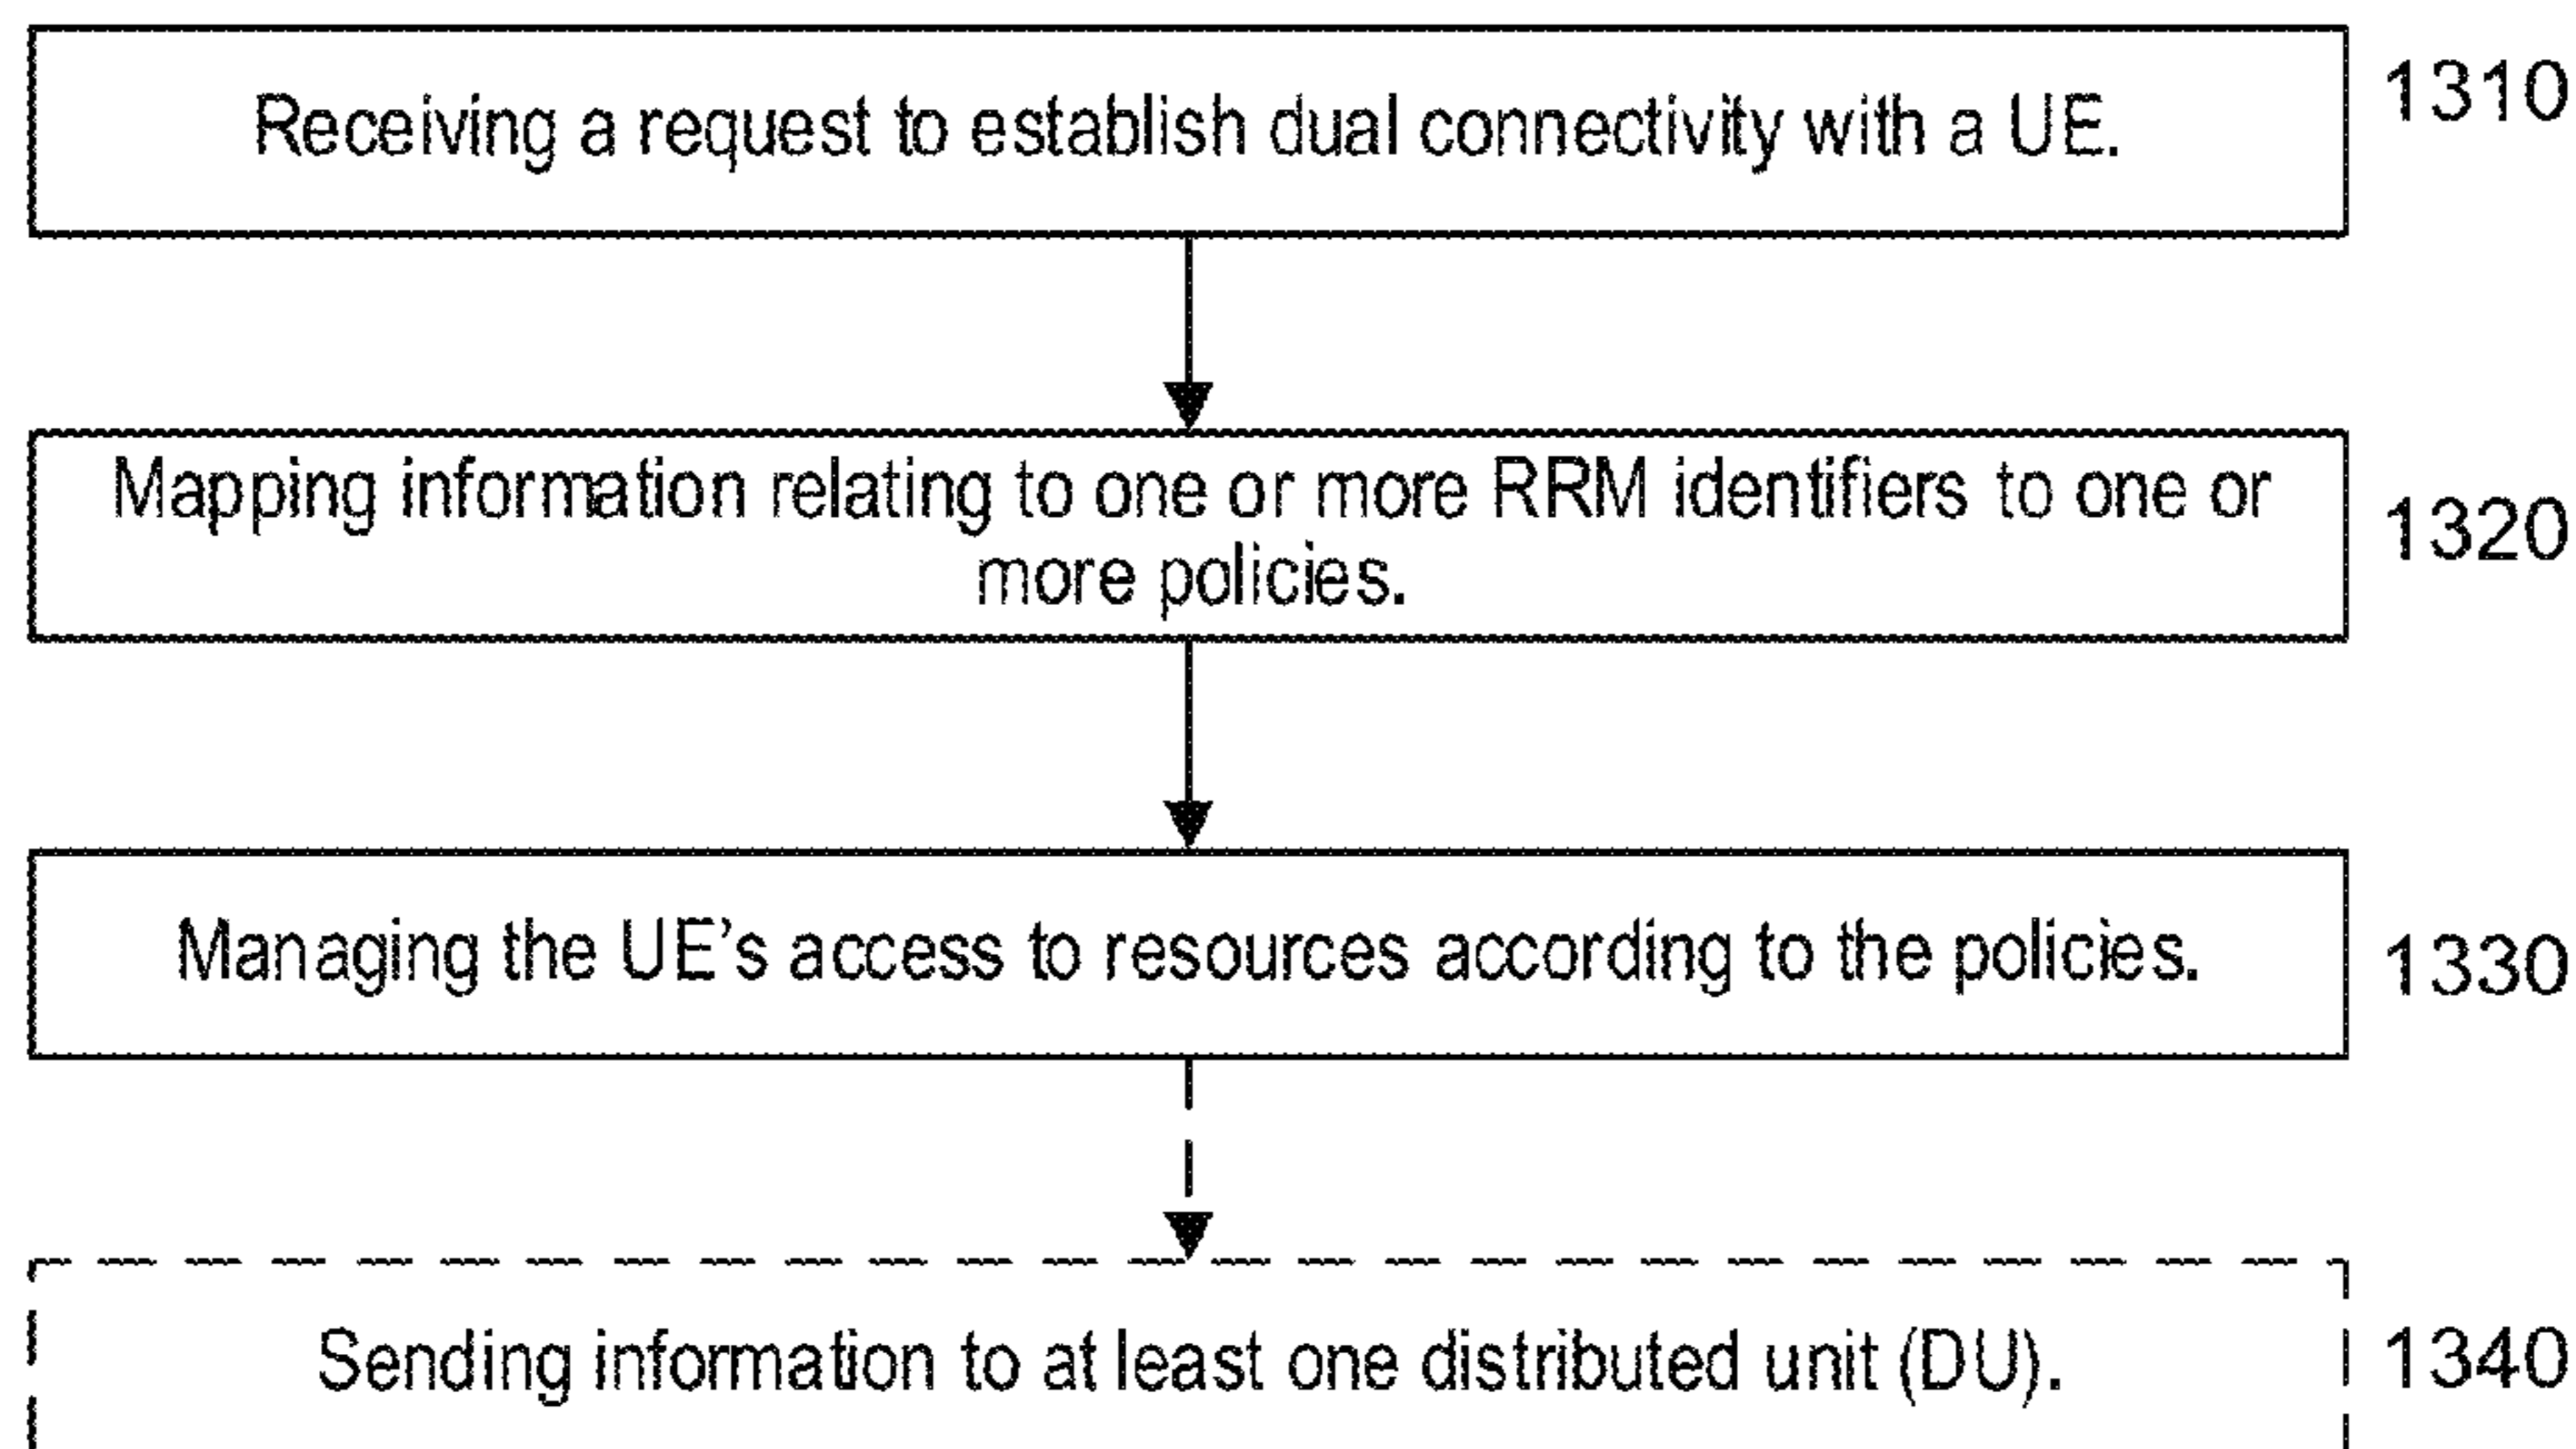 Receiving a request to establish dual connectivity with a UE.
1310
Mapping information relating to one or more RRM identifiers to one or
more policies.
1320
Managing the UE's access to resources according to the policies.
1330
Sending information to at least one distributed unit (DU).
1340